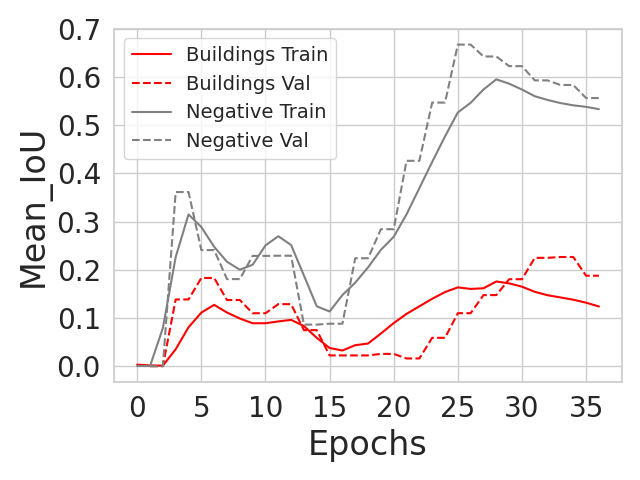 Buildings Train
Buildings Val
Negative Train
Negative Val
0.7
0.6
0.5
0.4
0.3
0.2
0.1
0.0
Mean_IoU
0 5 10 15 20 25 30 35
Epochs